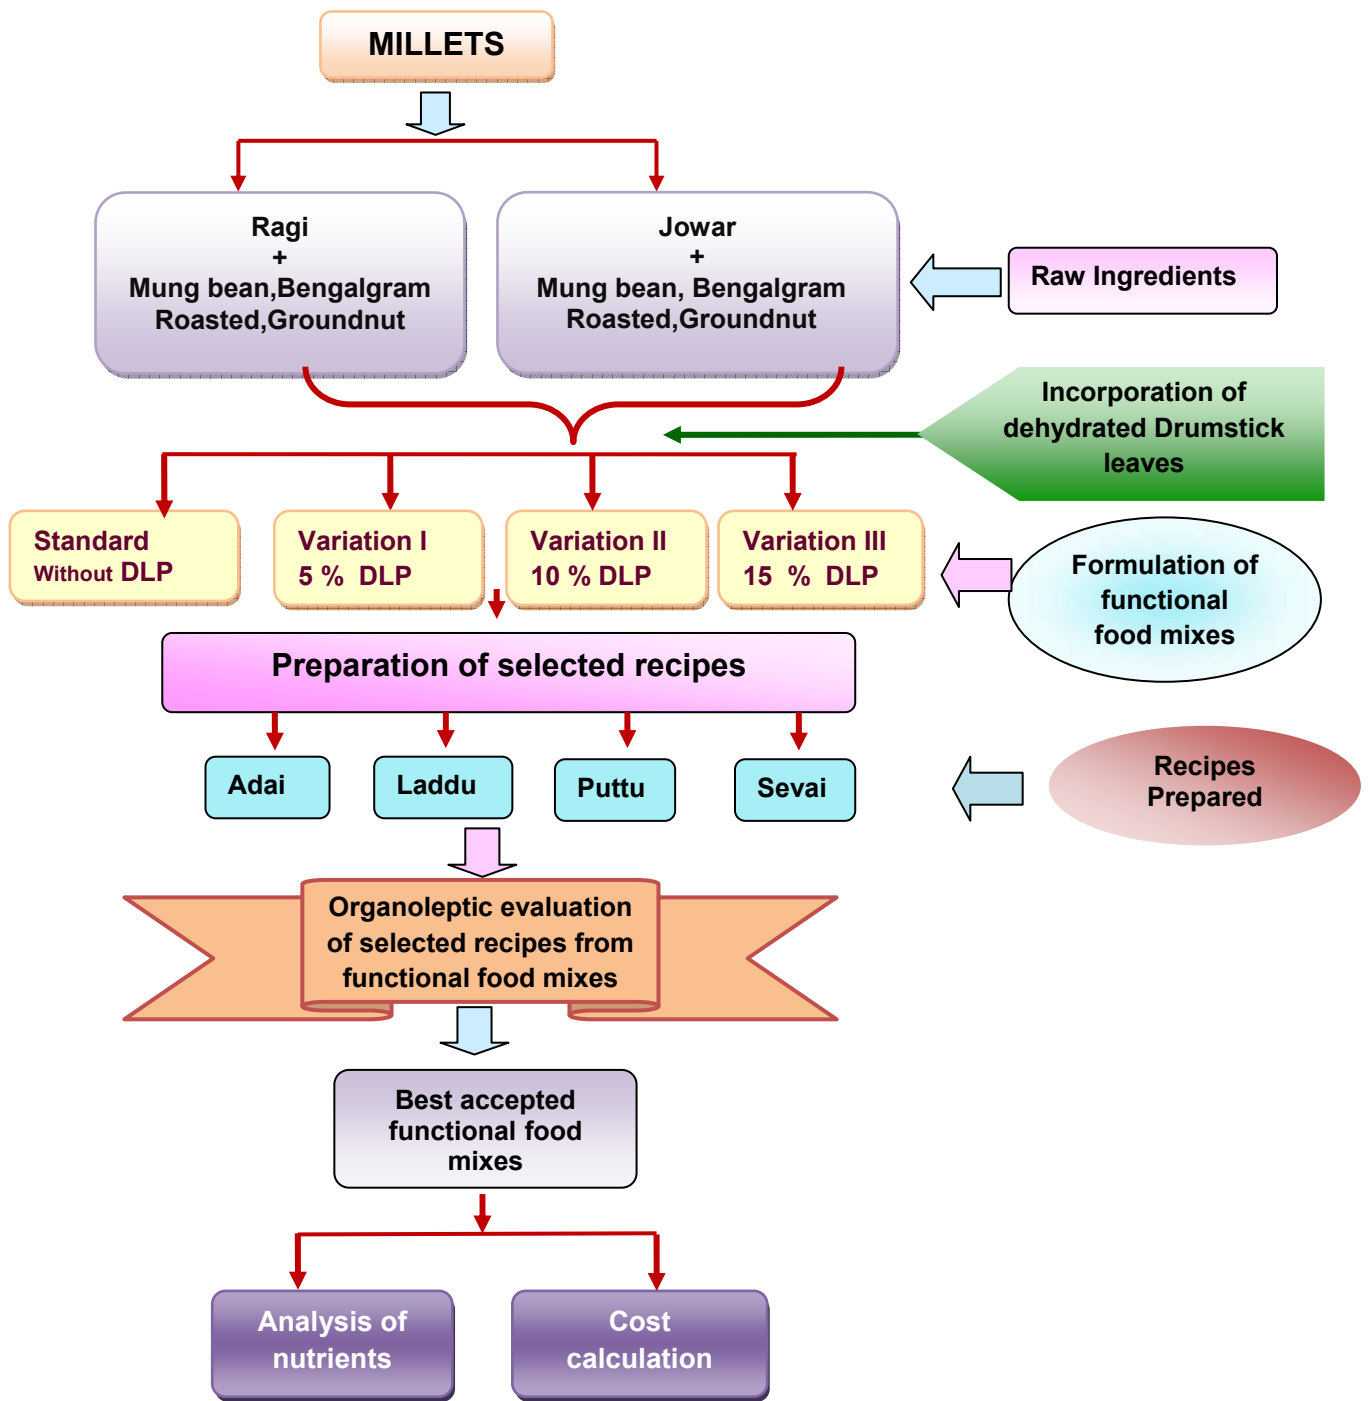 MILLETS
Ragi
+
Mung bean,Bengalgram
Roasted,Groundnut
Jowar
+
Mung bean, Bengalgram
Roasted,Groundnut
Raw Ingredients
Incorporation of
dehydrated Drumstick
leaves
Standard
Without DLP
Variation I
5 % DLP
Variation II
10 % DLP
Variation III
15 % DLP
Formulation of
functional
food mixes
Preparation of selected recipes
Adai
Laddu
Puttu
Sevai
Recipes
Prepared
Organoleptic evaluation
of selected recipes from
functional food mixes
Best accepted
functional food
mixes
Analysis of
nutrients
Cost
calculation